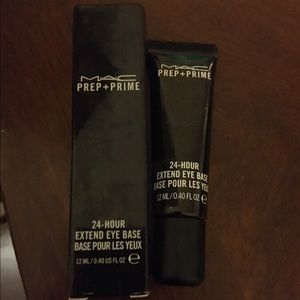 MAC
PREP+PRIME
24-HOUR
EXTEND EYE BASE
BASE POUR LES YEUX
12 ML / 0.40 US FL OZ ℮
MAC
PREP+PRIME
24-HOUR
EXTEND EYE BASE
BASE POUR LES YEUX
12 ML / 0.40 FL OZ ℮